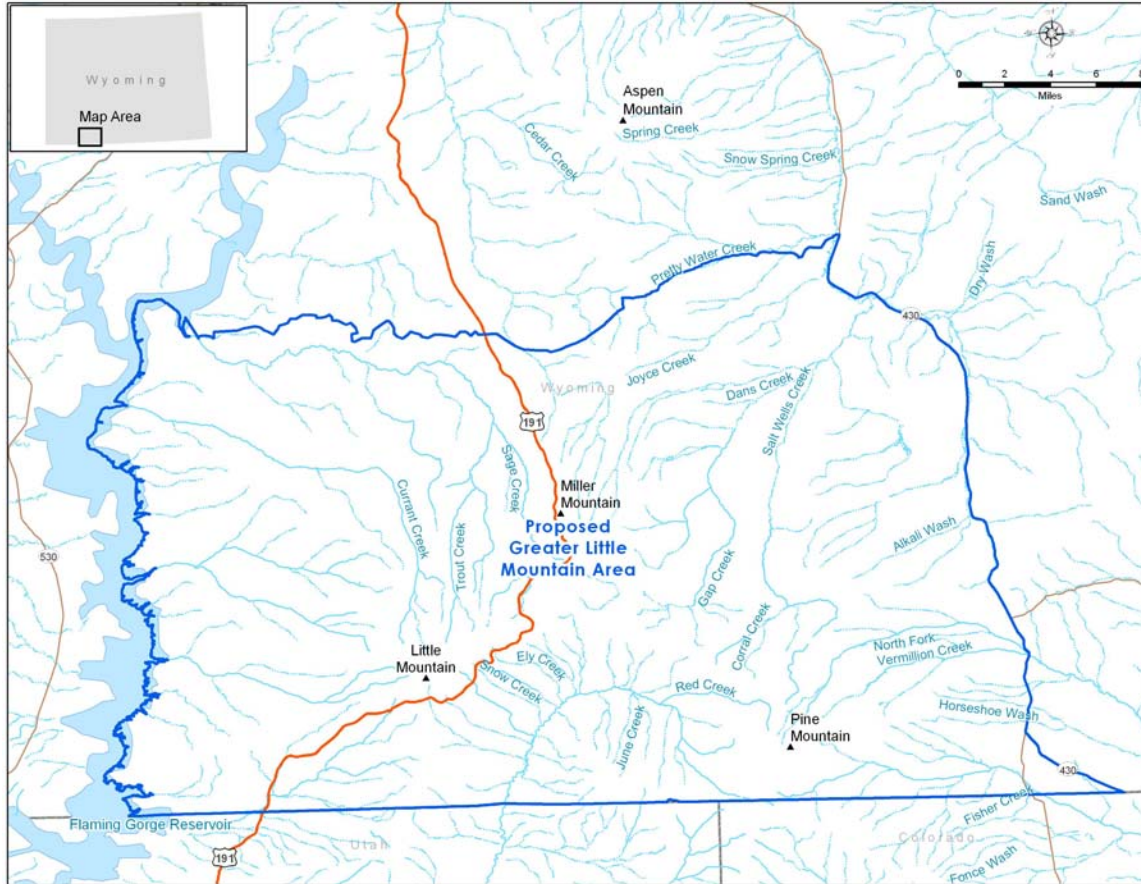 Wyoming
Map Area
Aspen
Mountain
Spring Creek
Cedar Creek
Snow Spring Creek
Sand Wash
0 2 4 6 8
Miles
Pretty Water Creek
Dry Wash
430
Joyce Creek
Wyoming
Dans Creek
Salt Wells Creek
191
Sage Creek
Currant Creek
Trout Creek
Miller
Mountain
Proposed
Greater Little
Mountain Area
530
Alkali Wash
Gap Creek
Corral Creek
North Fork
Vermillion Creek
Little
Mountain
Ely Creek
Snow Creek
Red Creek
Horseshoe Wash
June Creek
Pine
Mountain
430
Fisher Creek
Flaming Gorge Reservoir
Utah
Colorado
191
Fonce Wash